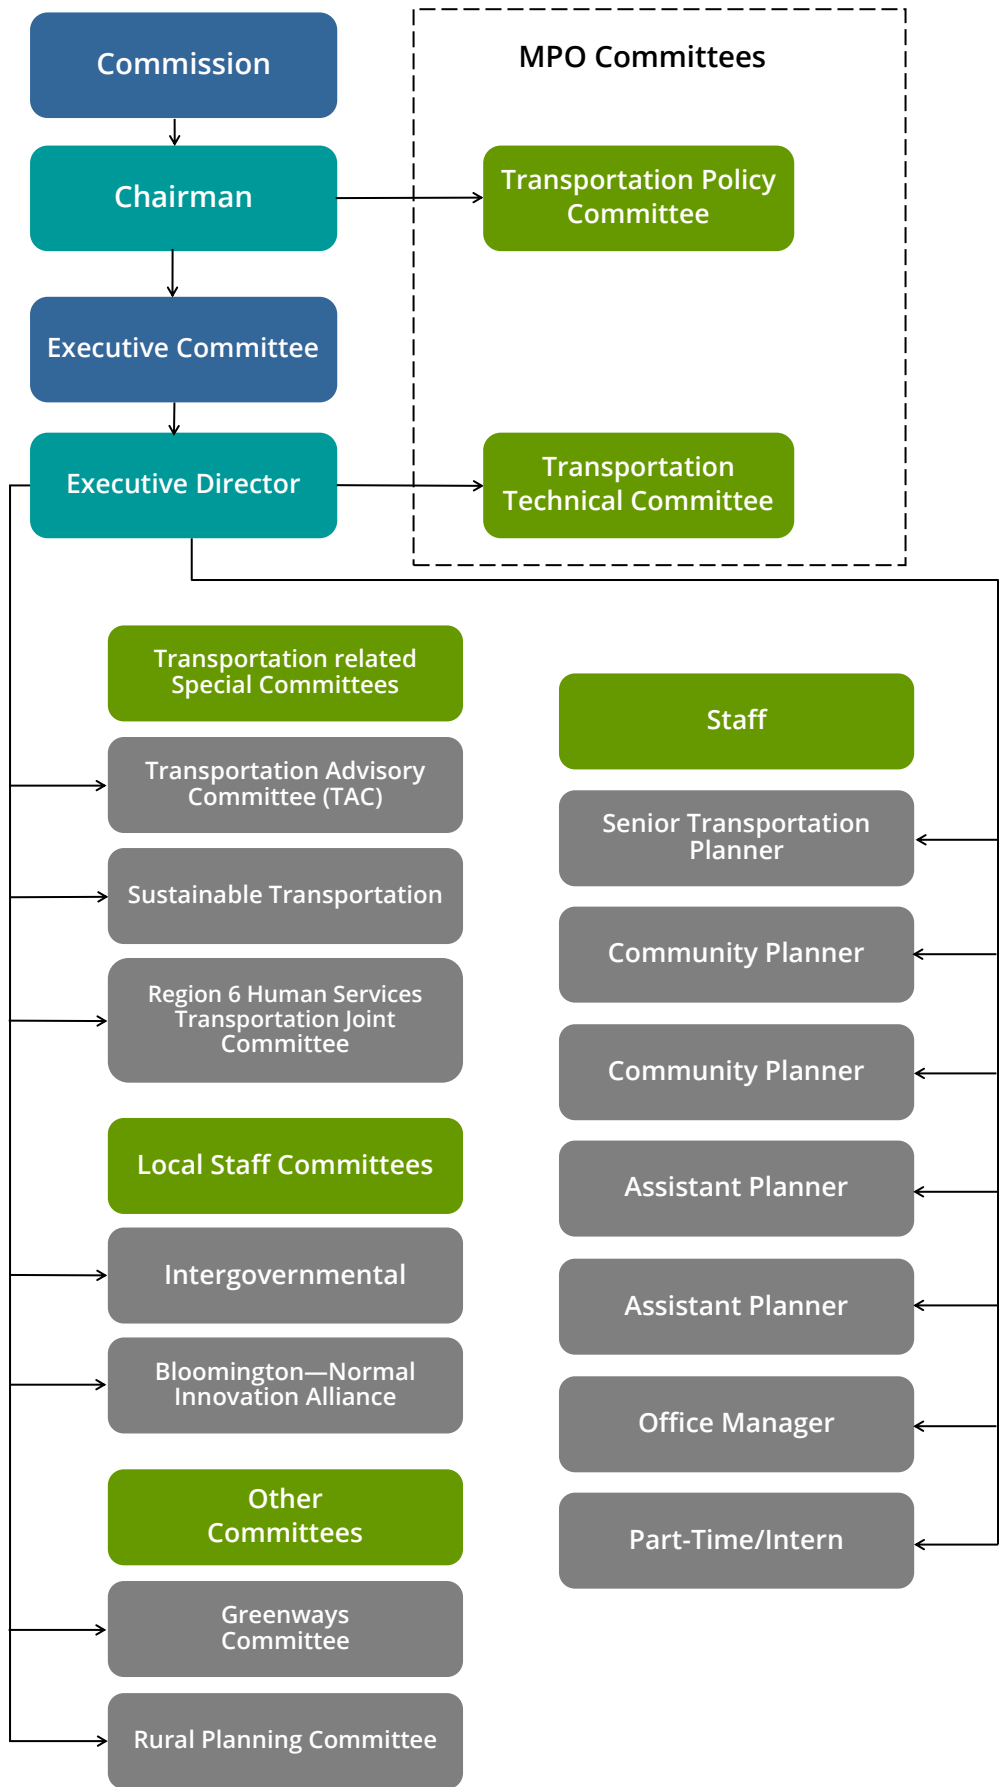 Commission
MPO Committees
Chairman
Transportation Policy
Committee
Executive Committee
Executive Director
Transportation
Technical Committee
Transportation related
Special Committees
Transportation Advisory
Committee (TAC)
Sustainable Transportation
Region 6 Human Services
Transportation Joint
Committee
Local Staff Committees
Intergovernmental
Bloomington—Normal
Innovation Alliance
Other
Committees
Greenways
Committee
Rural Planning Committee
Staff
Senior Transportation
Planner
Community Planner
Community Planner
Assistant Planner
Assistant Planner
Office Manager
Part-Time/Intern